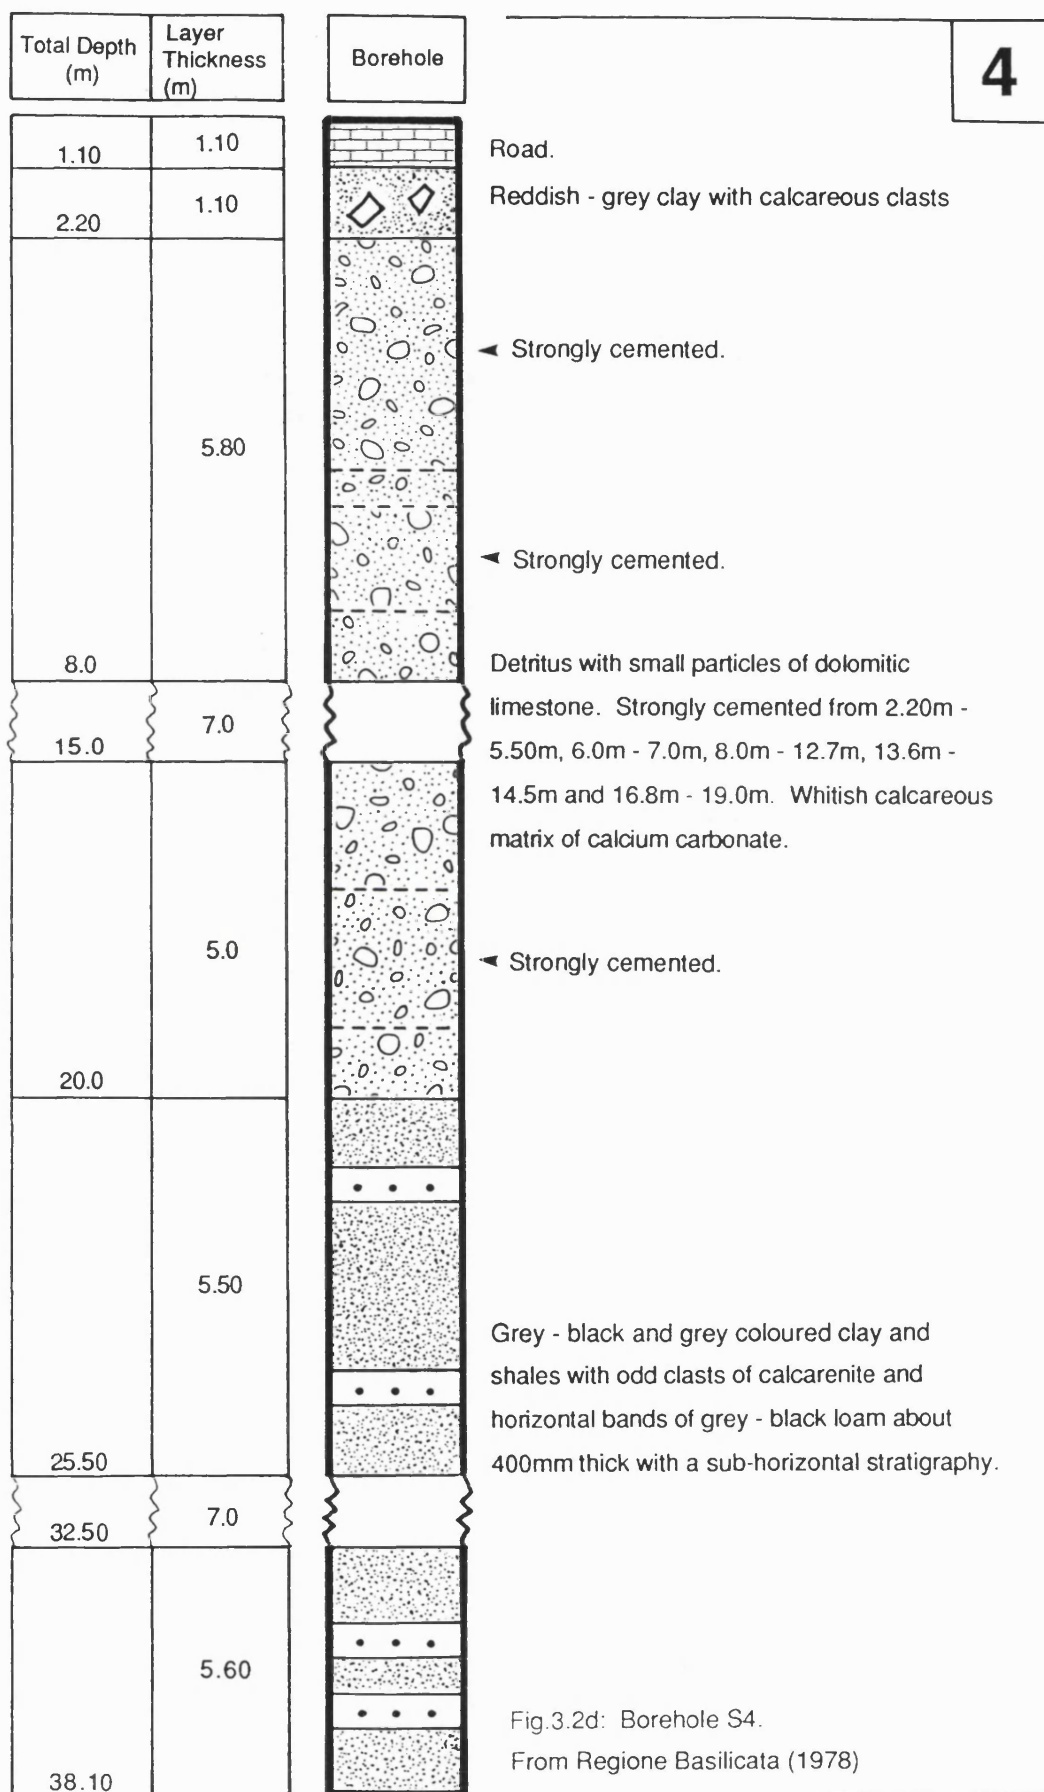 Total Depth
(m)
Layer
Thickness
(m)
Borehole
4
1.10
1.10
Road.
2.20
1.10
Reddish - grey clay with calcareous clasts
◄ Strongly cemented.
5.80
◄ Strongly cemented.
8.0
Detritus with small particles of dolomitic
limestone. Strongly cemented from 2.20m -
5.50m, 6.0m - 7.0m, 8.0m - 12.7m, 13.6m -
14.5m and 16.8m - 19.0m. Whitish calcareous
matrix of calcium carbonate.
7.0
15.0
5.0
◄ Strongly cemented.
20.0
5.50
Grey - black and grey coloured clay and
shales with odd clasts of calcarenite and
horizontal bands of grey - black loam about
400mm thick with a sub-horizontal stratigraphy.
25.50
7.0
32.50
5.60
38.10
Fig.3.2d: Borehole S4.
From Regione Basilicata (1978)